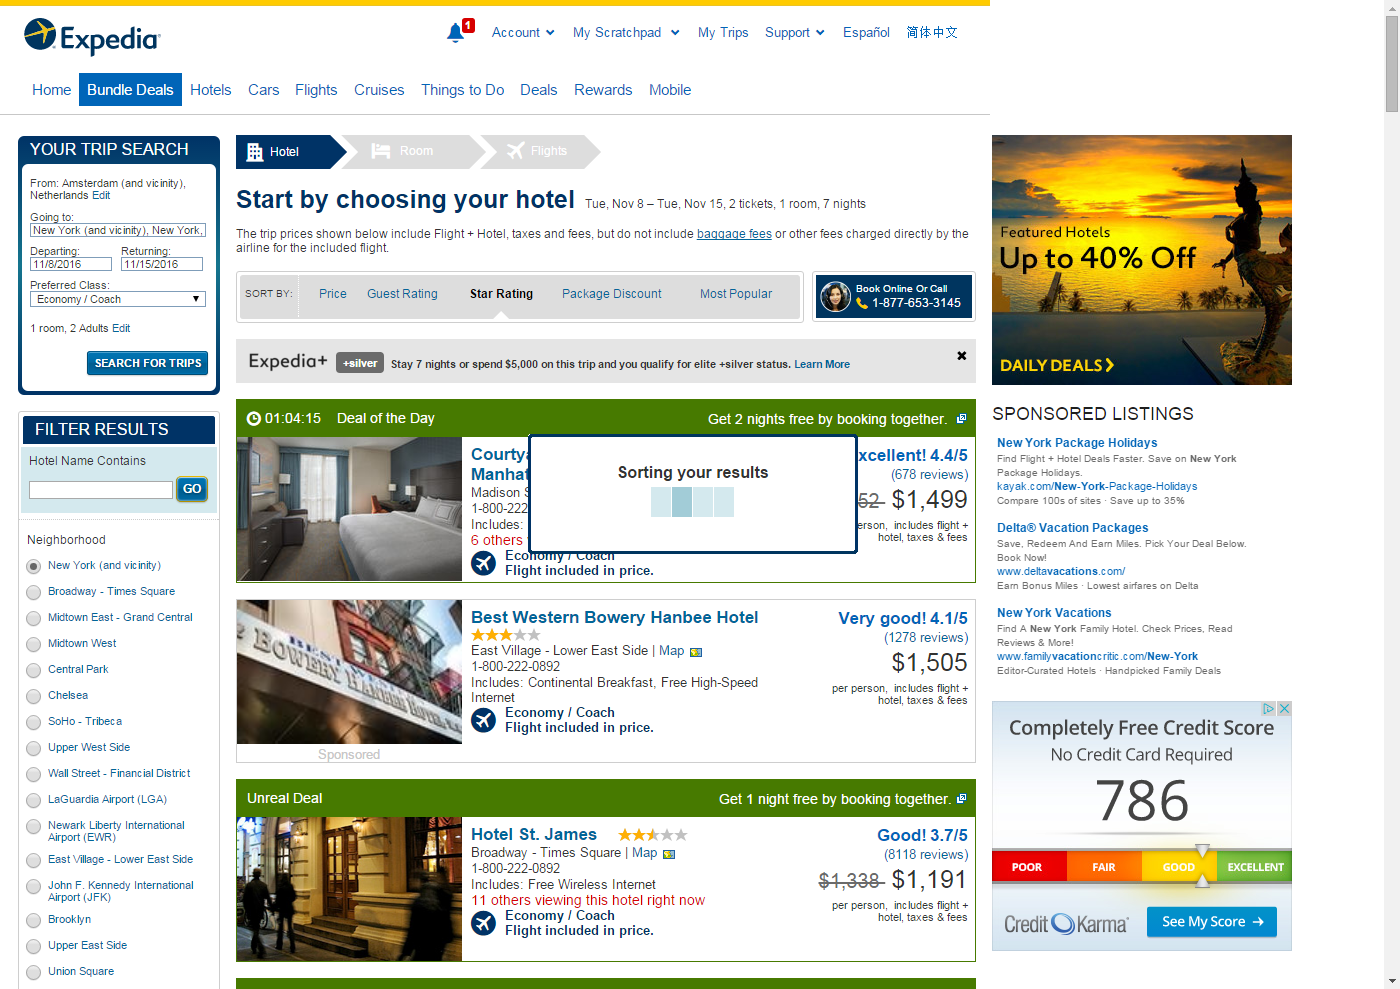 Expedia
1
Account
My Scratchpad
My Trips
Support
Español
简体中文
Home
Bundle Deals
Hotels
Cars
Flights
Cruises
Things to Do
Deals
Rewards
Mobile
YOUR TRIP SEARCH
From: Amsterdam (and vicinity),
Netherlands Edit
Going to:
New York (and vicinity), New York,
Departing:
Returning:
11/8/2016
11/15/2016
Preferred Class:
Economy / Coach
1 room, 2 Adults Edit
SEARCH FOR TRIPS
FILTER RESULTS
Hotel Name Contains
GO
Neighborhood
New York (and vicinity)
Broadway - Times Square
Midtown East - Grand Central
Midtown West
Central Park
Chelsea
SoHo - Tribeca
Upper West Side
Wall Street - Financial District
LaGuardia Airport (LGA)
Newark Liberty International
Airport (EWR)
East Village - Lower East Side
John F. Kennedy International
Airport (JFK)
Brooklyn
Upper East Side
Union Square
Hotel
Room
Flights
Start by choosing your hotel Tue, Nov 8 – Tue, Nov 15, 2 tickets, 1 room, 7 nights
The trip prices shown below include Flight + Hotel, taxes and fees, but do not include baggage fees or other fees charged directly by the
airline for the included flight.
SORT BY:
Price
Guest Rating
Star Rating
Package Discount
Most Popular
Book Online Or Call
1-877-653-3145
Expedia+ +silver Stay 7 nights or spend $5,000 on this trip and you qualify for elite +silver status. Learn More
01:04:15 Deal of the Day
Get 2 nights free by booking together.
Courtya
Manhat
Madison S
1-800-222
Includes:
6 others
Economy / Coach
Flight included in price.
xcellent! 4.4/5
(678 reviews)
52 $1,499
erson, includes flight +
hotel, taxes & fees
Sorting your results
BOWERY HANBEE HOTEL
Sponsored
Best Western Bowery Hanbee Hotel
East Village - Lower East Side | Map
1-800-222-0892
Includes: Continental Breakfast, Free High-Speed
Internet
Economy / Coach
Flight included in price.
Very good! 4.1/5
(1278 reviews)
$1,505
per person, includes flight +
hotel, taxes & fees
Unreal Deal
Get 1 night free by booking together.
Hotel St. James
Broadway - Times Square | Map
1-800-222-0892
Includes: Free Wireless Internet
11 others viewing this hotel right now
Economy / Coach
Flight included in price.
Good! 3.7/5
(8118 reviews)
$1,338 $1,191
per person, includes flight +
hotel, taxes & fees
Featured Hotels
Up to 40% Off
DAILY DEALS
SPONSORED LISTINGS
New York Package Holidays
Find Flight + Hotel Deals Faster. Save on New York
Package Holidays.
kayak.com/New-York-Package-Holidays
Compare 100s of sites · Save up to 35%
Delta® Vacation Packages
Save, Redeem And Earn Miles. Pick Your Deal Below.
Book Now!
www.deltavacations.com/
Earn Bonus Miles · Lowest airfares on Delta
New York Vacations
Find A New York Family Hotel. Check Prices, Read
Reviews & More!
www.familyvacationcritic.com/New-York
Editor-Curated Hotels · Handpicked Family Deals
Completely Free Credit Score
No Credit Card Required
786
POOR
FAIR
GOOD
EXCELLENT
Credit Karma
See My Score